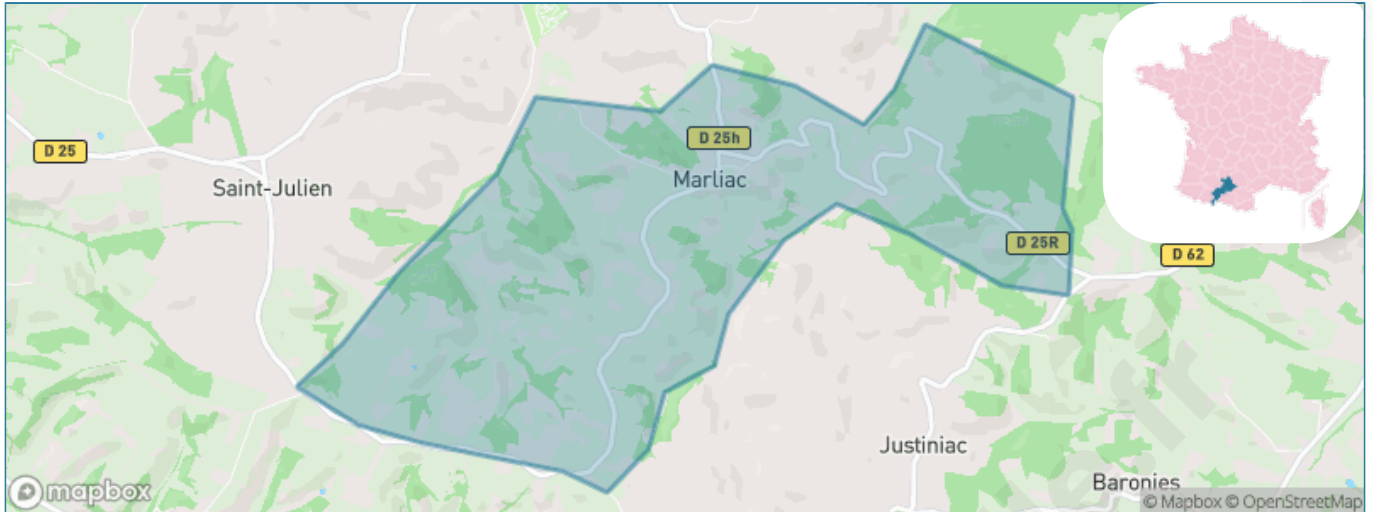 D 25h
D 25
Marliac
Saint-Julien
D 25R
D 62
Justiniac
Baronies
mapbox
© Mapbox © OpenStreetMap